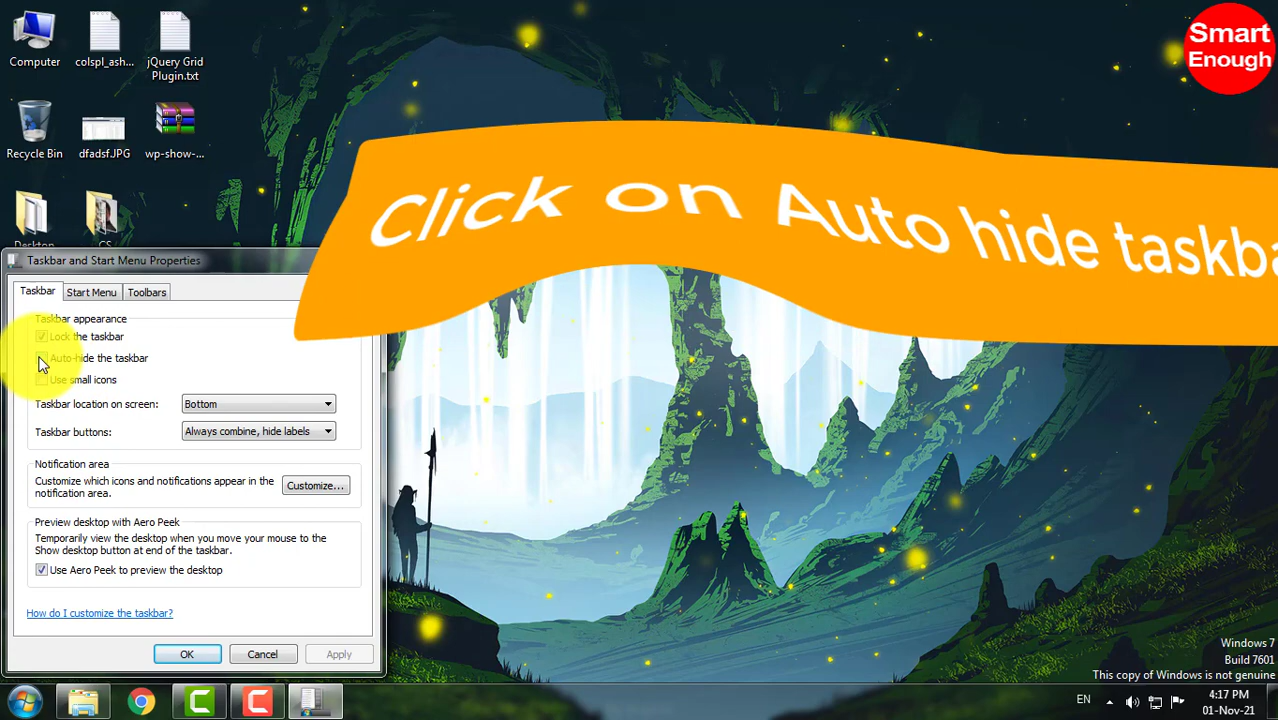 Smart
Enough
Computer
colspl_ash...
jQuery Grid
Plugin.txt
Recycle Bin
dfadsf.JPG
wp-show-...
Click on Auto hide taskba
Desktop
CS
Taskbar and Start Menu Properties
Taskbar
Start Menu
Toolbars
Taskbar appearance
Lock the taskbar
Auto-hide the taskbar
Use small icons
Taskbar location on screen:
Bottom
Taskbar buttons:
Always combine, hide labels
Notification area
Customize which icons and notifications appear in the
notification area.
Customize...
Preview desktop with Aero Peek
Temporarily view the desktop when you move your mouse to the
Show desktop button at end of the taskbar.
Use Aero Peek to preview the desktop
How do I customize the taskbar?
OK
Cancel
Apply
Windows 7
Build 7601
This copy of Windows is not genuine
EN
4:17 PM
01-Nov-21